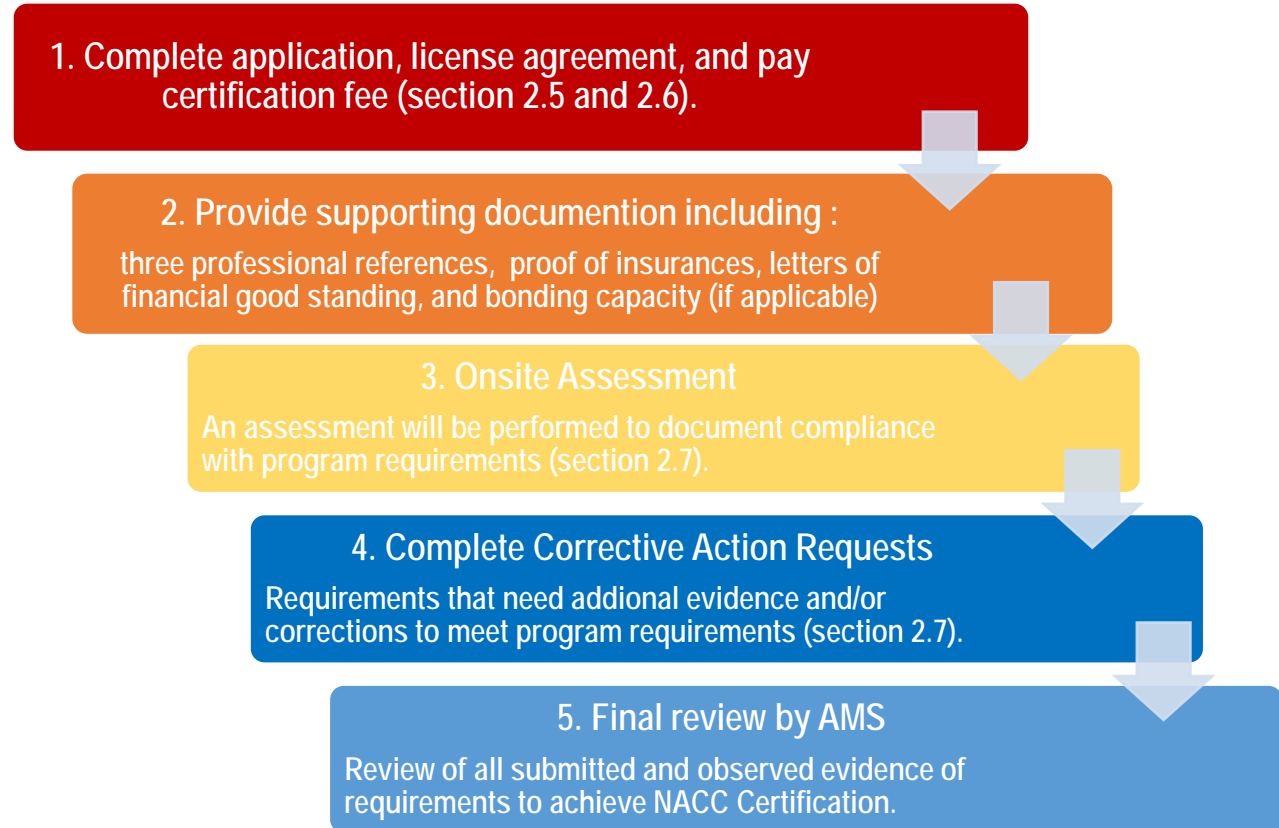 1. Complete application, license agreement, and pay
certification fee (section 2.5 and 2.6).
2. Provide supporting documention including :
three professional references, proof of insurances, letters of
financial good standing, and bonding capacity (if applicable)
3. Onsite Assessment
An assessment will be performed to document compliance
with program requirements (section 2.7).
4. Complete Corrective Action Requests
Requirements that need addional evidence and/or
corrections to meet program requirements (section 2.7).
5. Final review by AMS
Review of all submitted and observed evidence of
requirements to achieve NACC Certification.